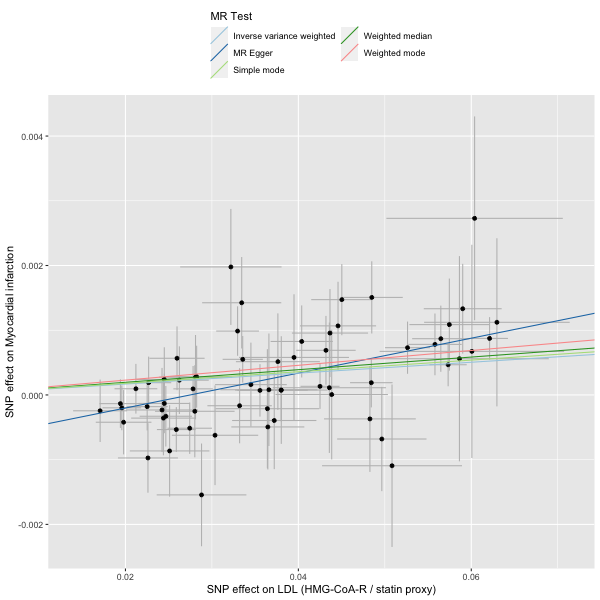 MR Test
Inverse variance weighted
Weighted median
MR Egger
Weighted mode
Simple mode
0.004
0.002
0.000
-0.002
SNP effect on Myocardial infarction
0.02
0.04
0.06
SNP effect on LDL (HMG-CoA-R / statin proxy)